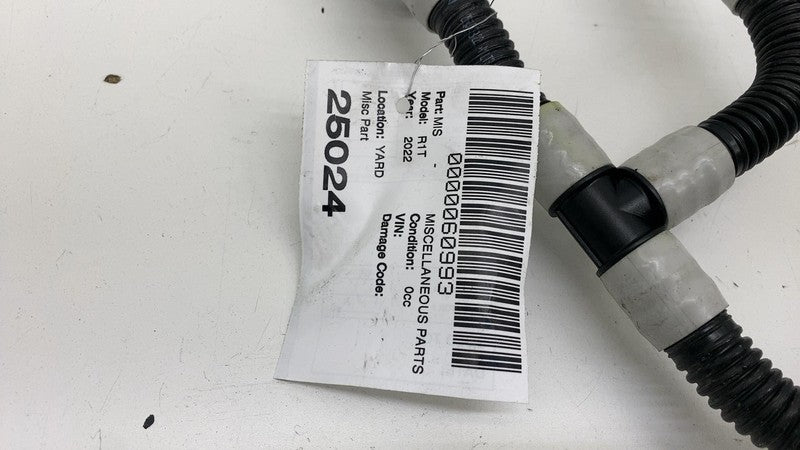 0000060993
Part: MIS - MISCELLANEOUS PARTS
Model: R1T Condition: 0cc
Year: 2022 VIN:
Damage Code:
Location: YARD
Misc Part
25024